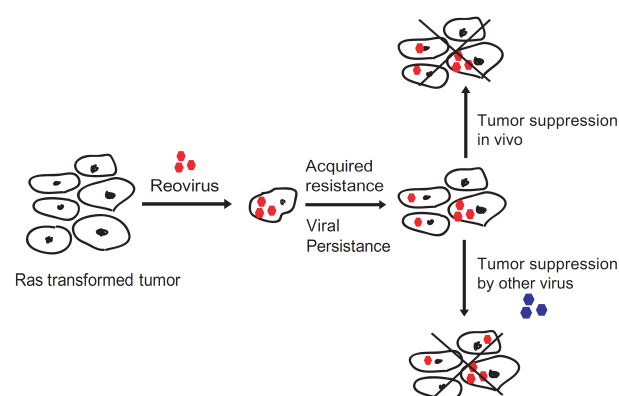 Tumor suppression
in vivo
Acquired
resistance
Reovirus
Viral
Persistance
Tumor suppression
by other virus
Ras transformed tumor